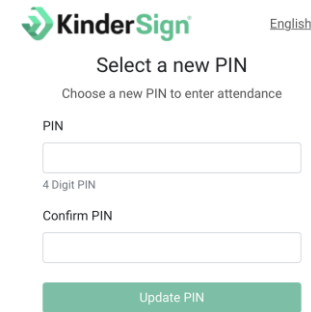 KinderSign
English
Select a new PIN
Choose a new PIN to enter attendance
PIN
4 Digit PIN
Confirm PIN
Update PIN